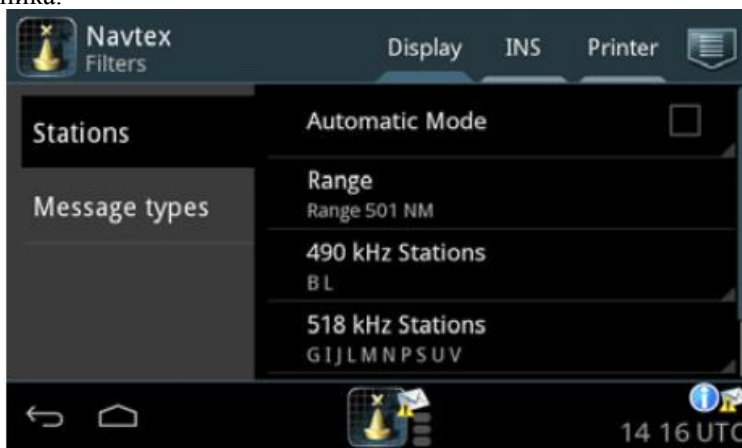 Navtex
Filters
Display INS Printer
Stations
Message types
Automatic Mode
Range
Range 501 NM
490 kHz Stations
B L
518 kHz Stations
G I J L M N P S U V
14 16 UTC